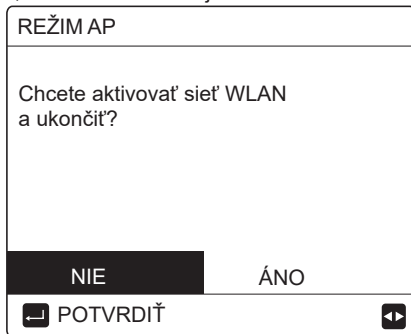 REŽIM AP
Chcete aktivovať sieť WLAN
a ukončiť?
NIE ÁNO
POTVRDIŤ